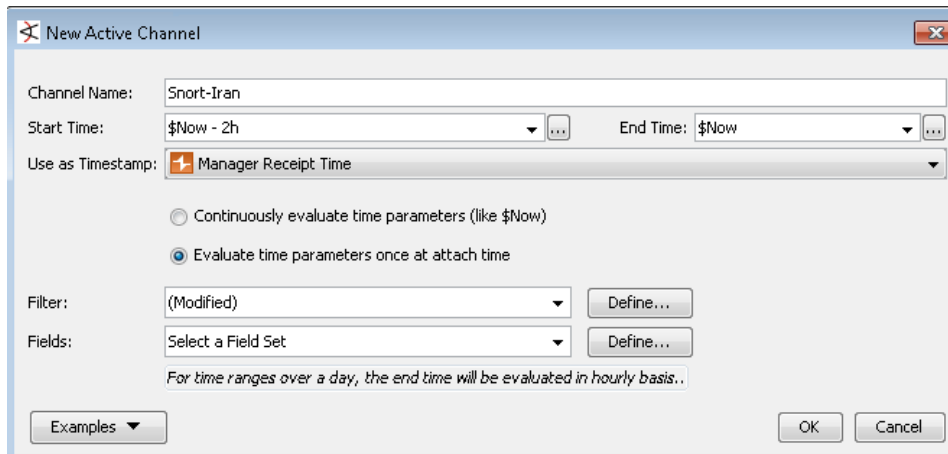 New Active Channel
Channel Name: Snort-Iran
Start Time: $Now - 2h ... End Time: $Now ...
Use as Timestamp: Manager Receipt Time
Continuously evaluate time parameters (like $Now)
Evaluate time parameters once at attach time
Filter: (Modified) Define...
Fields: Select a Field Set Define...
For time ranges over a day, the end time will be evaluated in hourly basis..
Examples OK Cancel